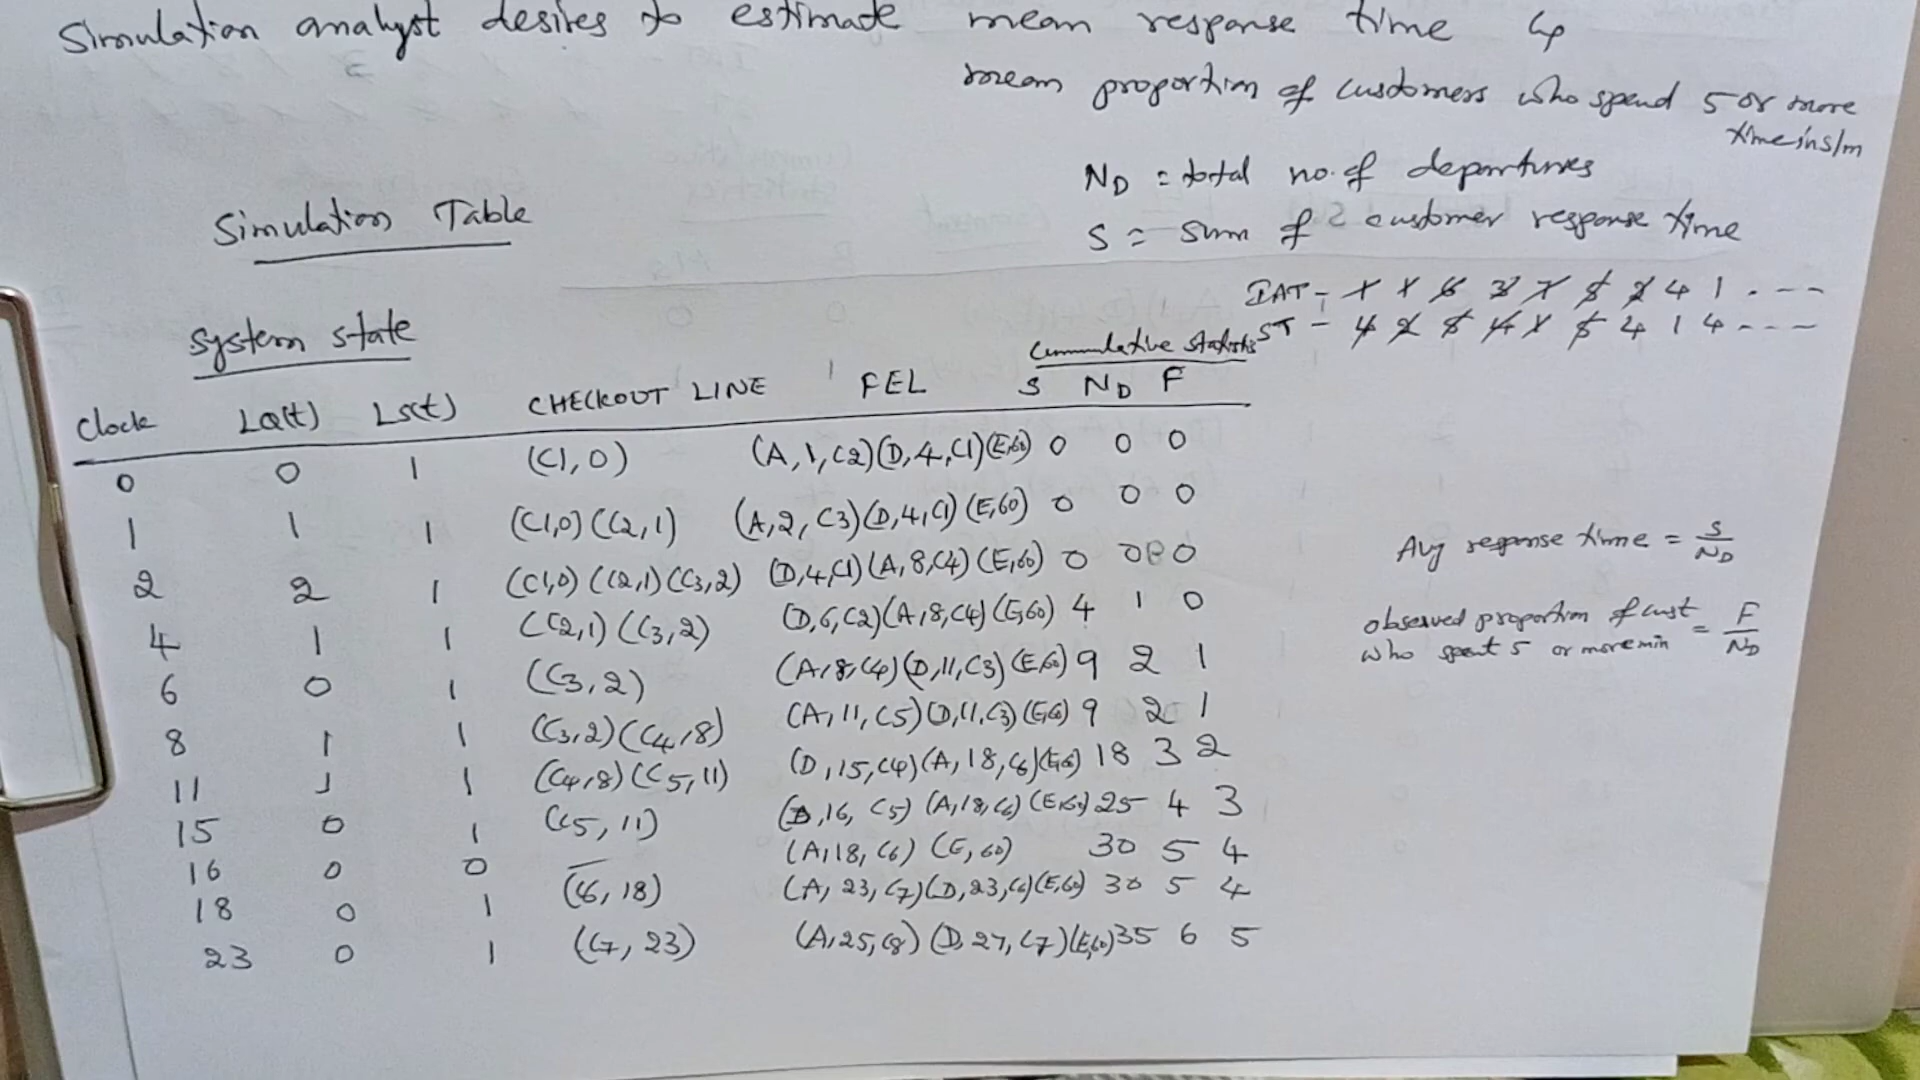 Simulation analyst desires to estimate mean response time &
mean proportion of customers who spend 5 or more
time in s/m
ND = total no. of departures
S = sum of customer response time
Simulation Table
IAT - 1 1 6 3 7 5 2 4 1 . ---
ST - 4 2 5 4 1 5 4 1 4 - ---
System state
Cummulative Statistics
Clock LQ(t) LS(t) CHECKOUT LINE FEL S ND F
0 0 1 (C1,0) (A,1,C2)(D,4,C1)(E,60) 0 0 0
1 1 1 (C1,0)(C2,1) (A,2,C3)(D,4,C1)(E,60) 0 0 0
2 2 1 (C1,0)(C2,1)(C3,2) (D,4,C1)(A,8,C4)(E,60) 0 0 0
4 1 1 (C2,1)(C3,2) (D,6,C2)(A,8,C4)(E,60) 4 1 0
6 0 1 (C3,2) (A,8,C4)(D,11,C3)(E,60) 9 2 1
8 1 1 (C3,2)(C4,8) (A,11,C5)(D,11,C3)(E,60) 9 2 1
11 1 1 (C4,8)(C5,11) (D,15,C4)(A,18,C6)(E,60) 18 3 2
15 0 1 (C5,11) (D,16,C5)(A,18,C6)(E,60) 25 4 3
16 0 0 — (A,18,C6)(E,60) 30 5 4
18 0 1 (C6,18) (A,23,C7)(D,23,C6)(E,60) 30 5 4
23 0 1 (C7,23) (A,25,C8)(D,27,C7)(E,60) 35 6 5
Avg response time = S/ND
observed proportion of cust
who spent 5 or more min = F/ND